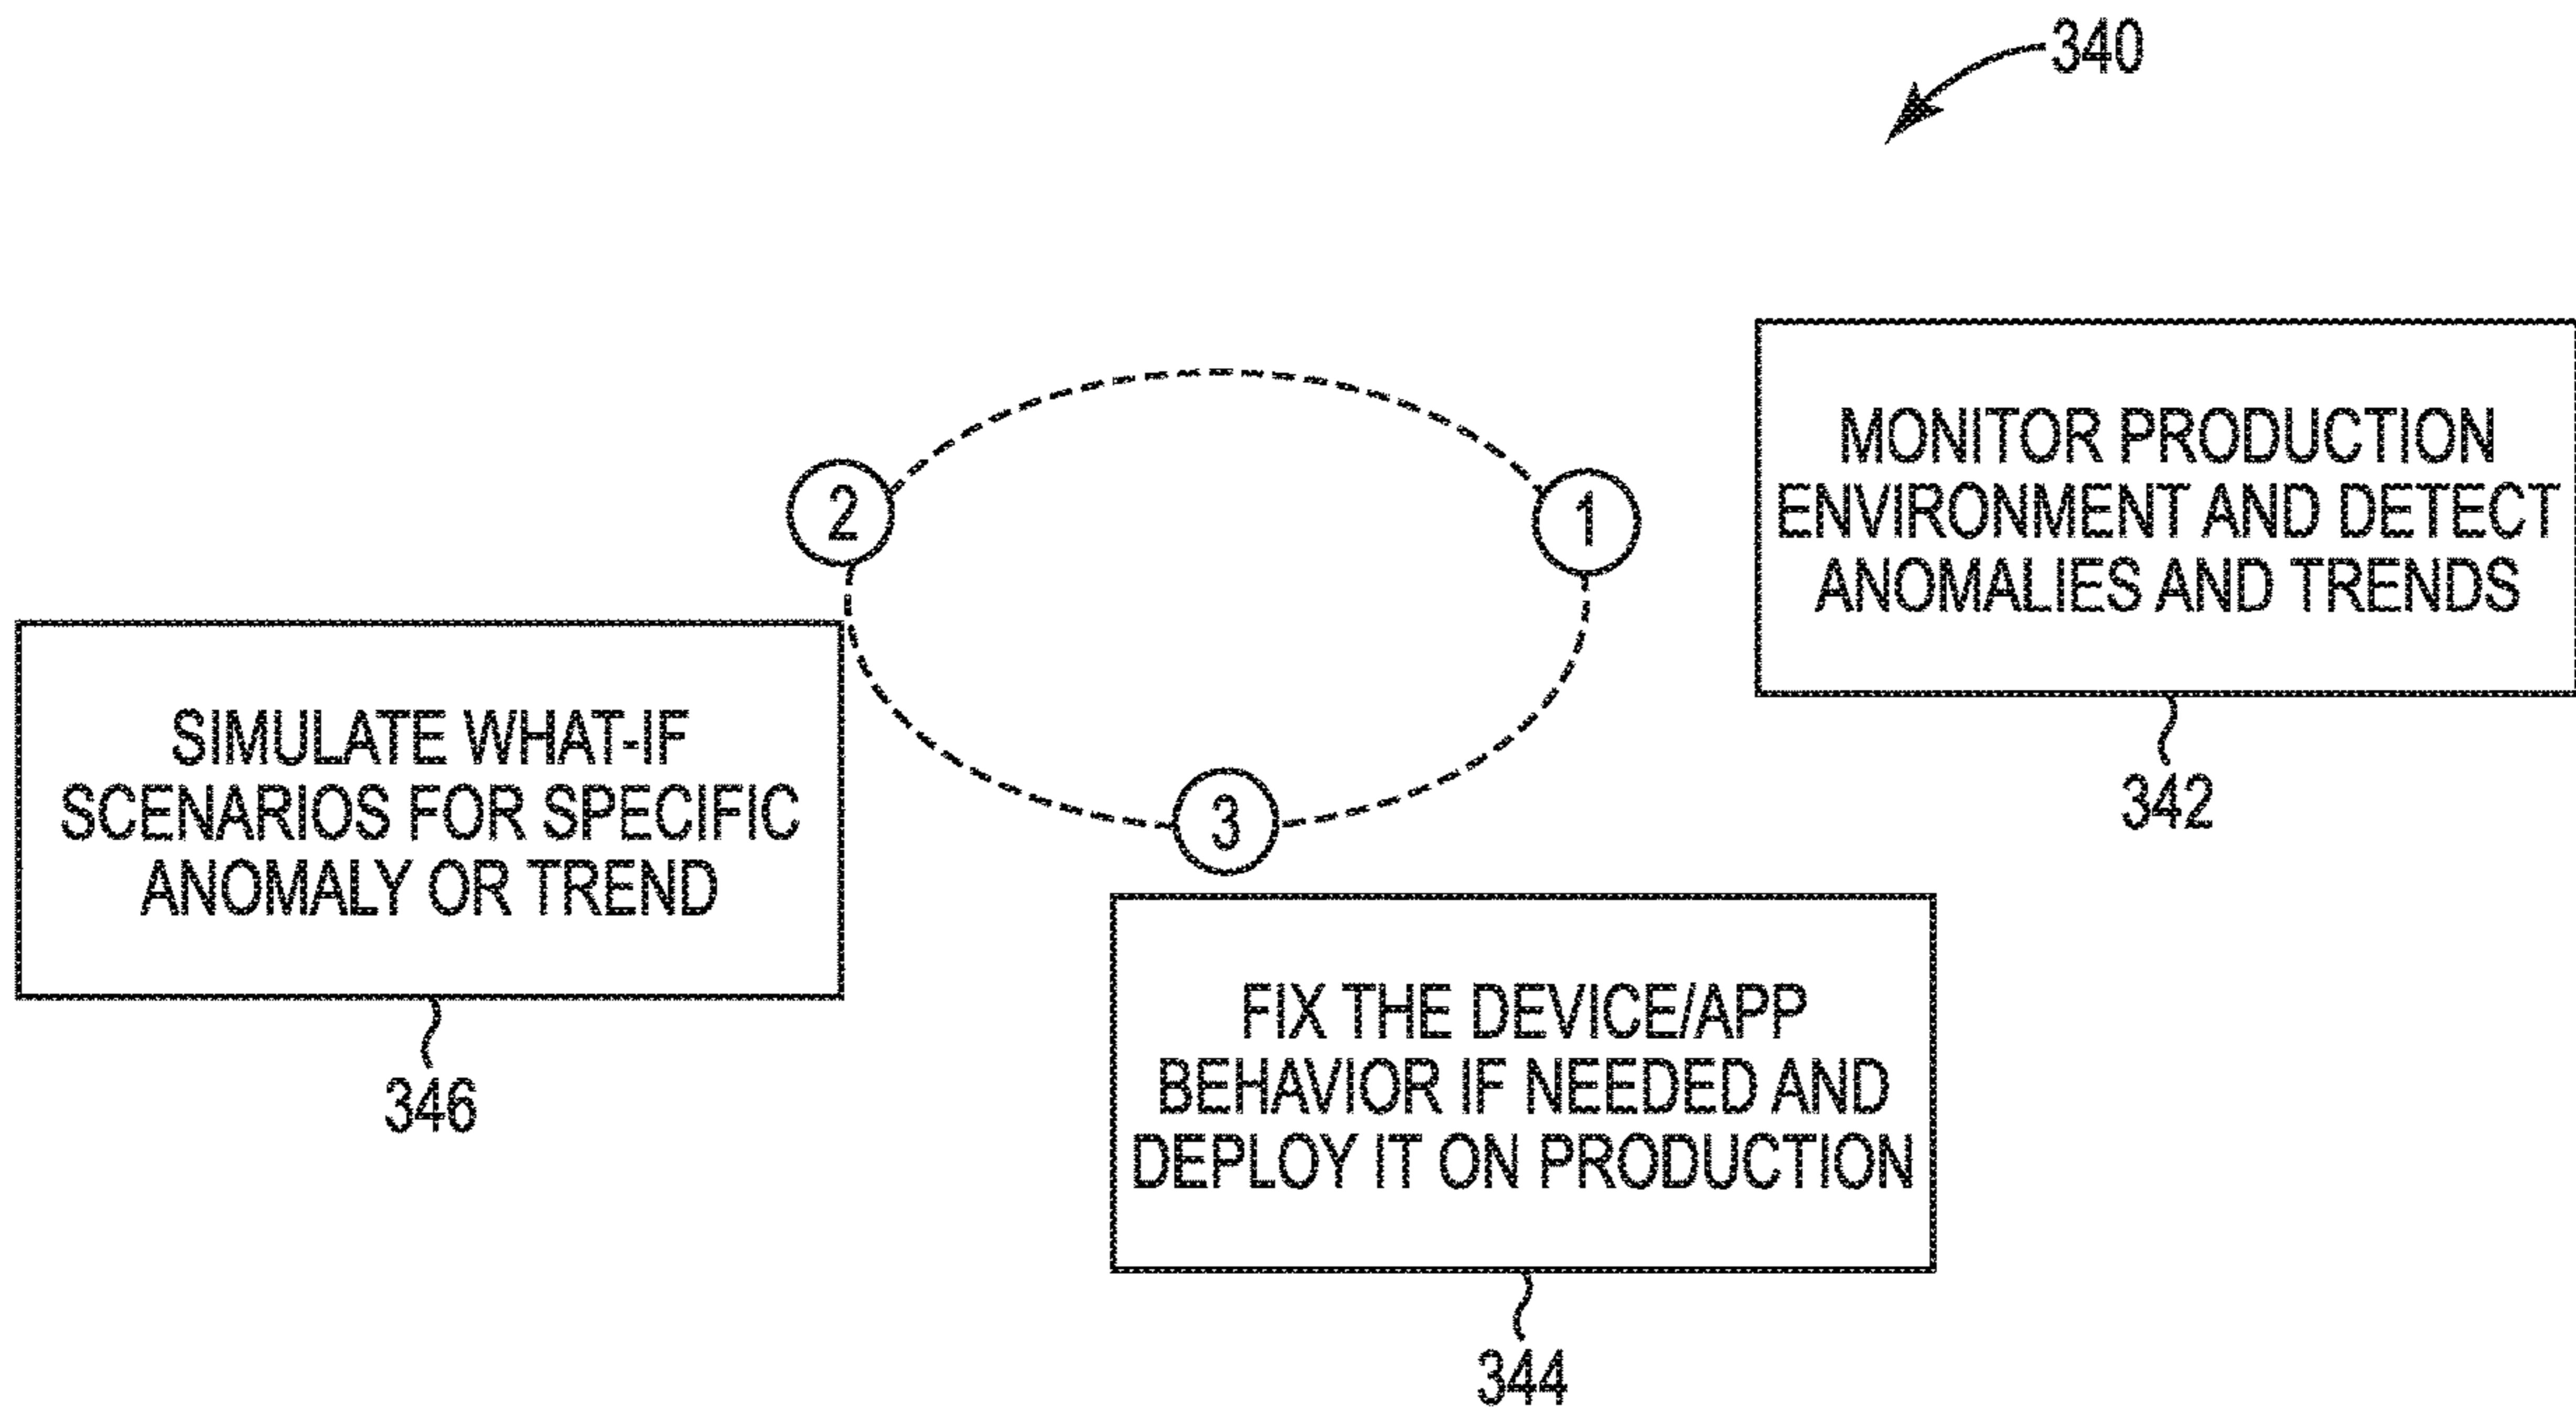 340
MONITOR PRODUCTION
ENVIRONMENT AND DETECT
ANOMALIES AND TRENDS
342
2
1
3
SIMULATE WHAT-IF
SCENARIOS FOR SPECIFIC
ANOMALY OR TREND
346
FIX THE DEVICE/APP
BEHAVIOR IF NEEDED AND
DEPLOY IT ON PRODUCTION
344